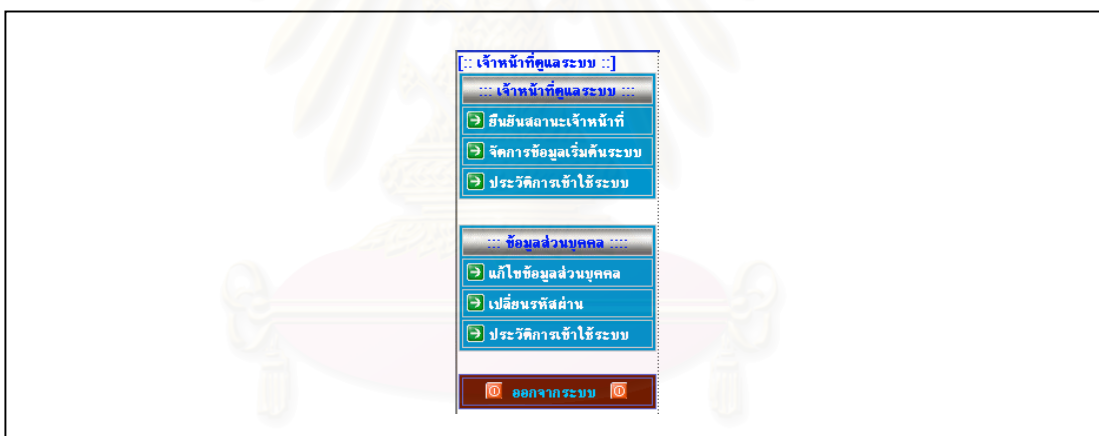 [:: เจ้าหน้าที่ดูแลระบบ ::]
::: เจ้าหน้าที่ดูแลระบบ :::
ยืนยันสถานะเจ้าหน้าที่
จัดการข้อมูลเริ่มต้นระบบ
ประวัติการเข้าใช้ระบบ
::: ข้อมูลส่วนบุคคล ::::
แก้ไขข้อมูลส่วนบุคคล
เปลี่ยนรหัสผ่าน
ประวัติการเข้าใช้ระบบ
ออกจากระบบ